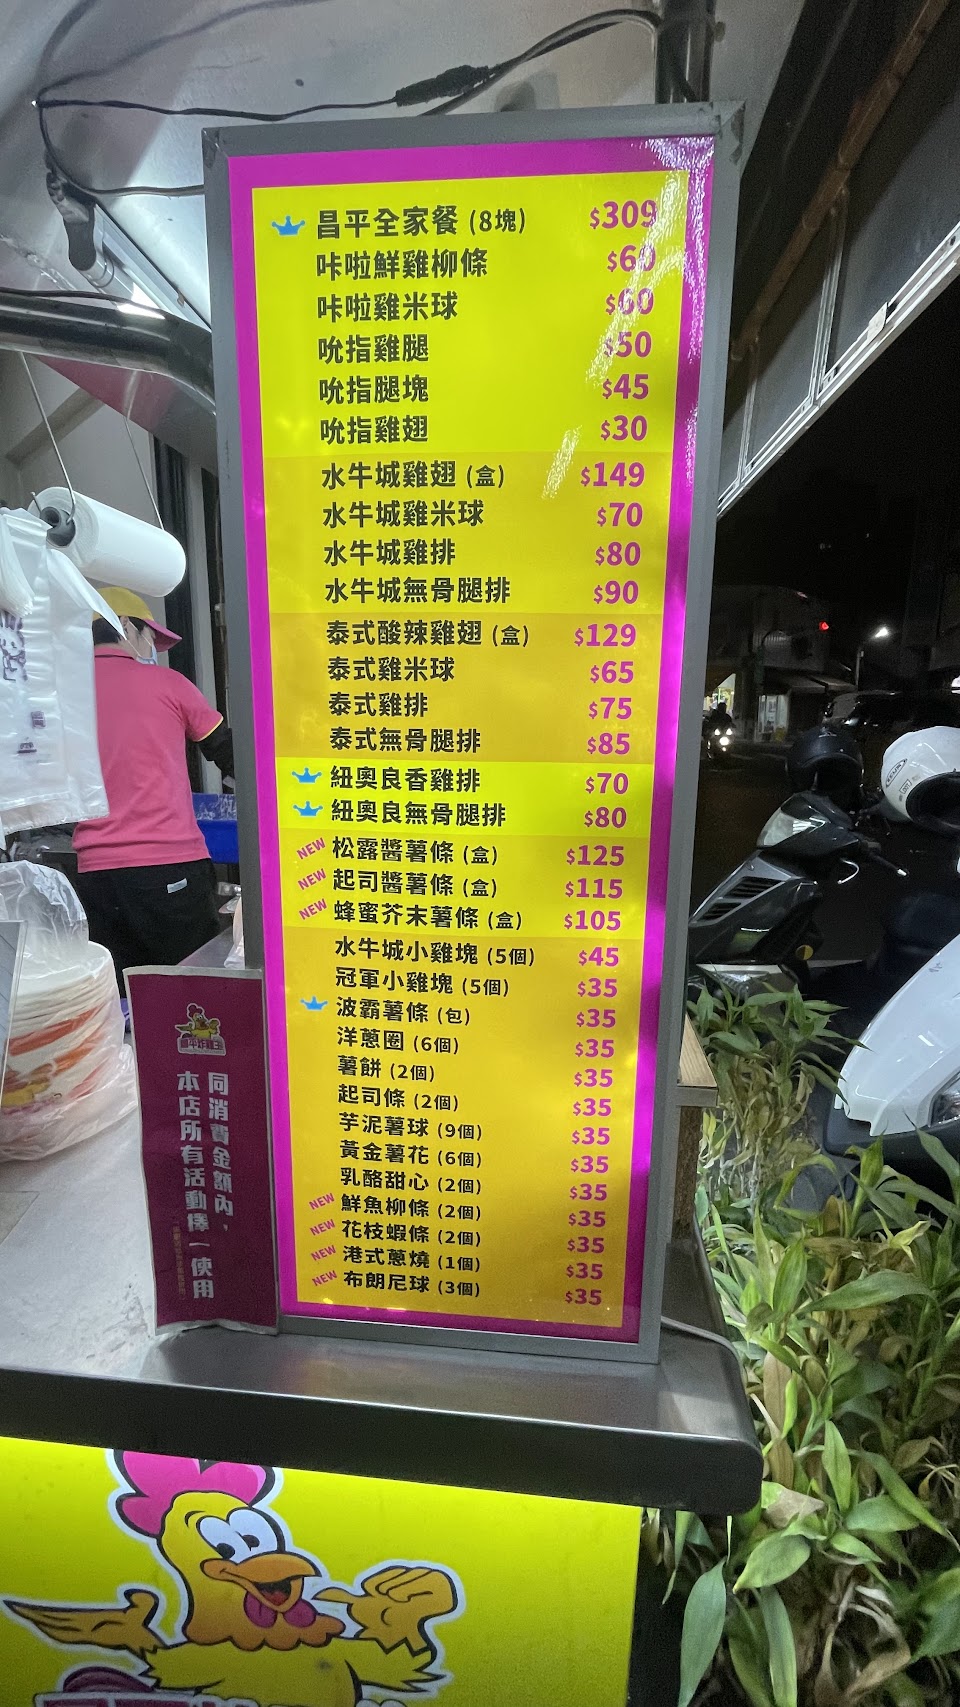 昌平全家餐 (8塊) $309
咔啦鮮雞柳條 $60
咔啦雞米球 $60
吮指雞腿 $50
吮指腿塊 $45
吮指雞翅 $30
水牛城雞翅 (盒) $149
水牛城雞米球 $70
水牛城雞排 $80
水牛城無骨腿排 $90
泰式酸辣雞翅 (盒) $129
泰式雞米球 $65
泰式雞排 $75
泰式無骨腿排 $85
紐奧良香雞排 $70
紐奧良無骨腿排 $80
NEW 松露醬薯條 (盒) $125
NEW 起司醬薯條 (盒) $115
NEW 蜂蜜芥末薯條 (盒) $105
水牛城小雞塊 (5個) $45
冠軍小雞塊 (5個) $35
波霸薯條 (包) $35
洋蔥圈 (6個) $35
薯餅 (2個) $35
起司條 (2個) $35
芋泥薯球 (9個) $35
黃金薯花 (6個) $35
乳酪甜心 (2個) $35
NEW 鮮魚柳條 (2個) $35
NEW 花枝蝦條 (2個) $35
NEW 港式蔥燒 (1個) $35
NEW 布朗尼球 (3個) $35
昌平炸雞王
同消費金額內，
本店所有活動擇一使用